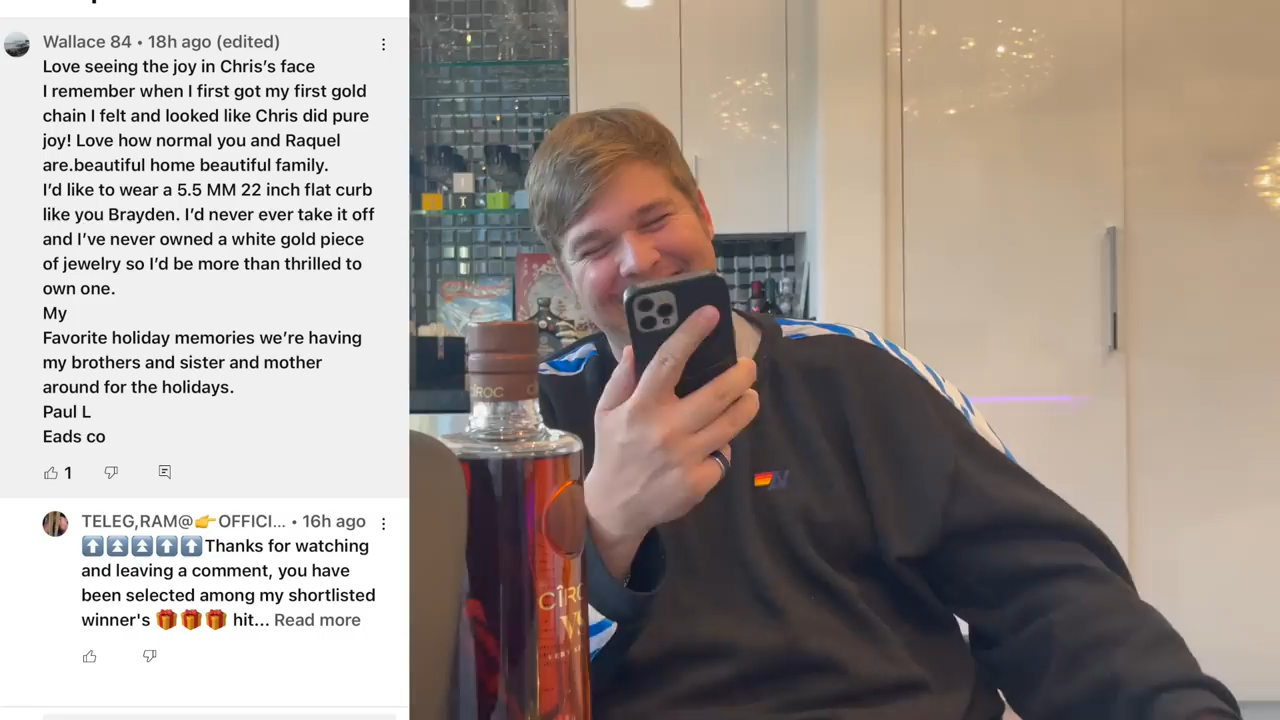 Wallace 84 • 18h ago (edited)
Love seeing the joy in Chris’s face
I remember when I first got my first gold
chain I felt and looked like Chris did pure
joy! Love how normal you and Raquel
are.beautiful home beautiful family.
I’d like to wear a 5.5 MM 22 inch flat curb
like you Brayden. I’d never ever take it off
and I’ve never owned a white gold piece
of jewelry so I’d be more than thrilled to
own one.
My
Favorite holiday memories we’re having
my brothers and sister and mother
around for the holidays.
Paul L
Eads co
1
TELEG,RAM@👉OFFICI... • 16h ago
⬆️⏫⏫⬆️⬆️Thanks for watching
and leaving a comment, you have
been selected among my shortlisted
winner's 🎁🎁🎁 hit... Read more
CÎROC
CÎROC